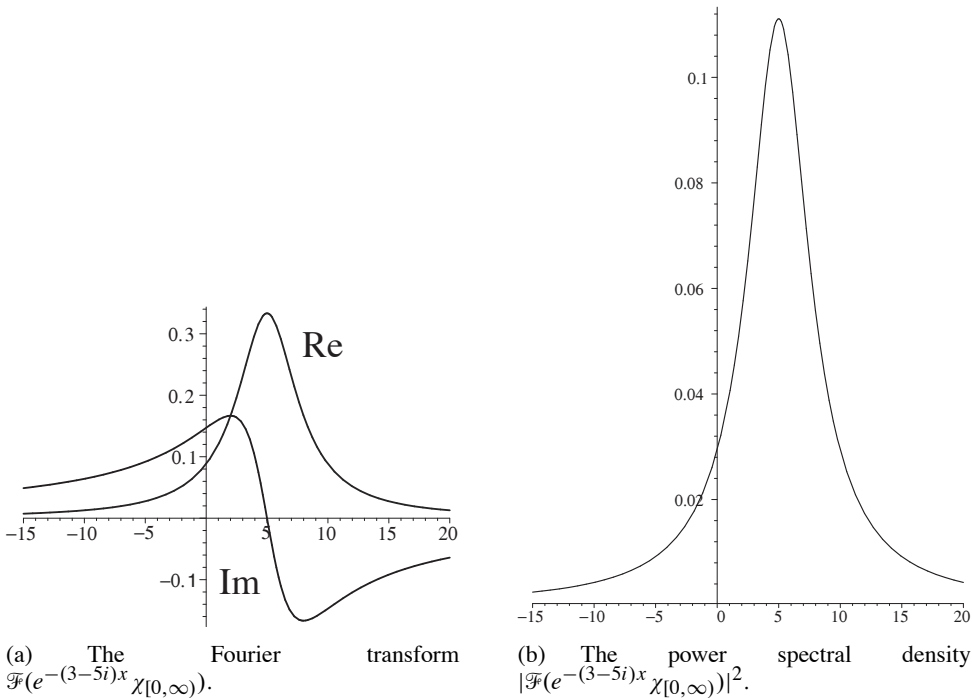 0.1
0.08
0.06
0.04
0.02
−15 −10 −5 0 5 10 15 20
0.3
0.2
0.1
−0.1
Re
Im
−15 −10 −5 5 10 15 20
(a) The Fourier transform
ℱ(e^{−(3−5i)x} χ_{[0,∞)}).
(b) The power spectral density
|ℱ(e^{−(3−5i)x} χ_{[0,∞)})|².